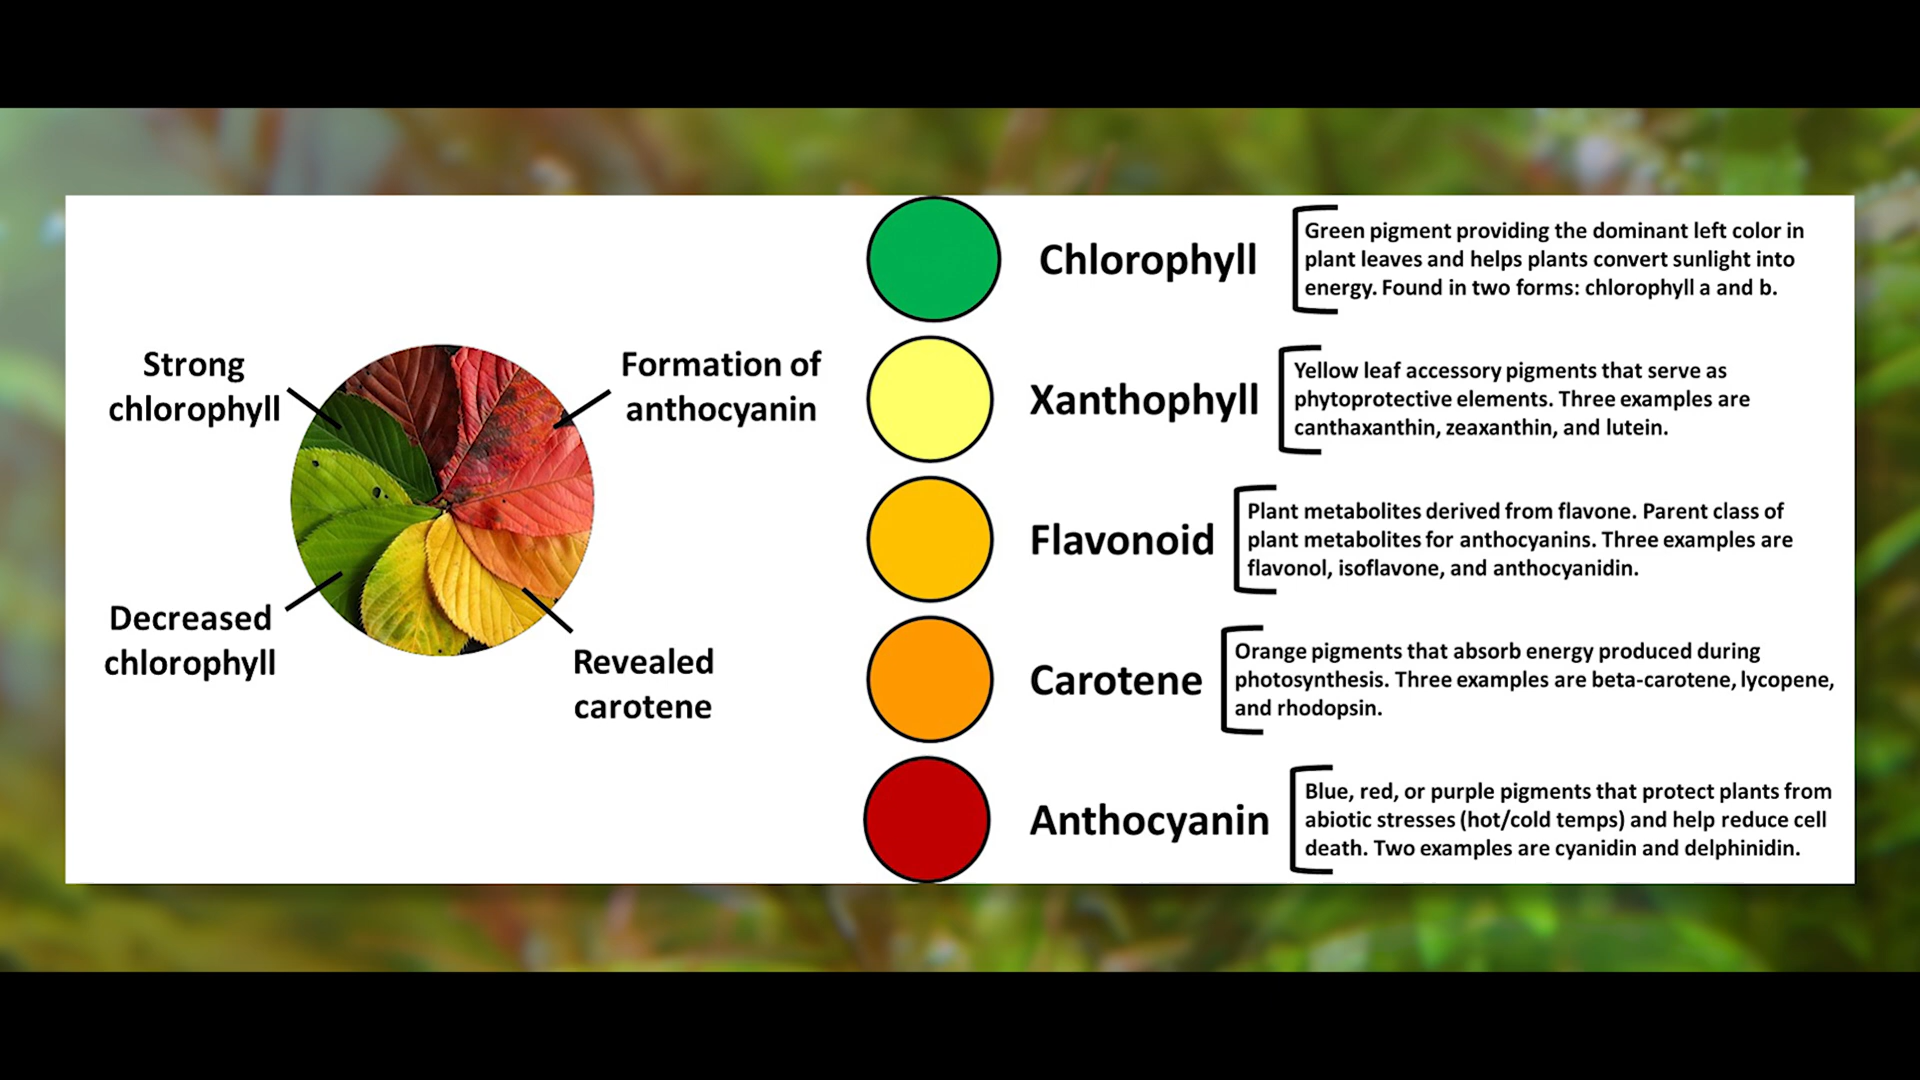 Strong
chlorophyll
Formation of
anthocyanin
Decreased
chlorophyll
Revealed
carotene
Chlorophyll
Green pigment providing the dominant left color in
plant leaves and helps plants convert sunlight into
energy. Found in two forms: chlorophyll a and b.
Xanthophyll
Yellow leaf accessory pigments that serve as
phytoprotective elements. Three examples are
canthaxanthin, zeaxanthin, and lutein.
Flavonoid
Plant metabolites derived from flavone. Parent class of
plant metabolites for anthocyanins. Three examples are
flavonol, isoflavone, and anthocyanidin.
Carotene
Orange pigments that absorb energy produced during
photosynthesis. Three examples are beta-carotene, lycopene,
and rhodopsin.
Anthocyanin
Blue, red, or purple pigments that protect plants from
abiotic stresses (hot/cold temps) and help reduce cell
death. Two examples are cyanidin and delphinidin.